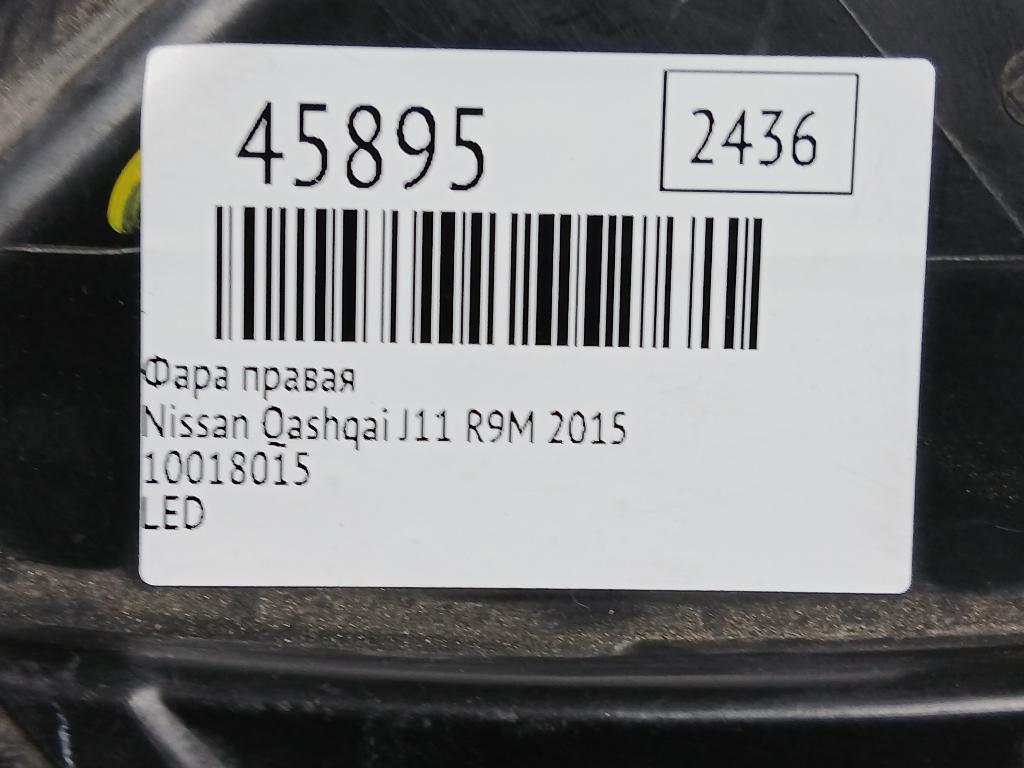 45895
2436
Фара правая
Nissan Qashqai J11 R9M 2015
10018015
LED